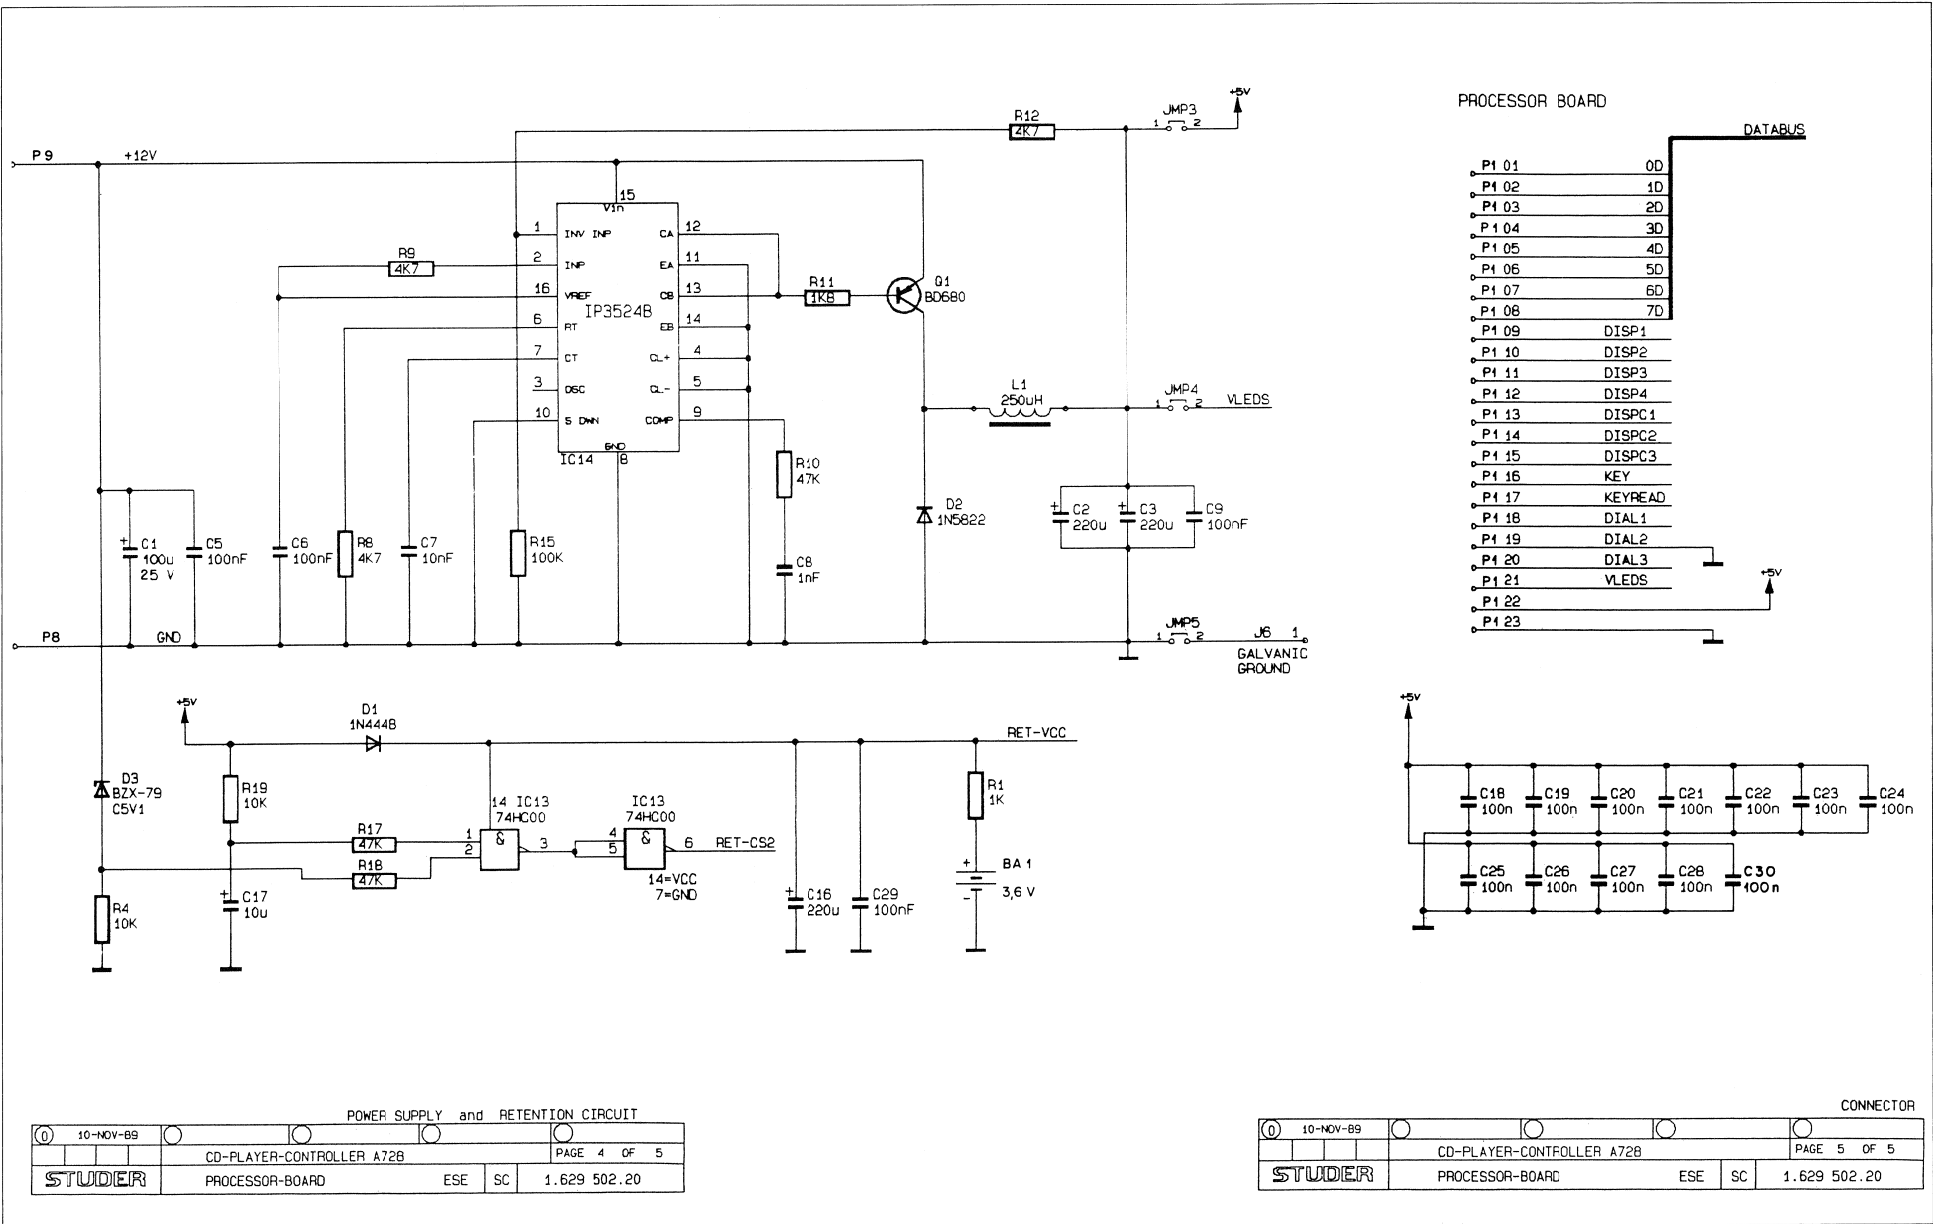 P9 +12V
R12
4K7
JMP3
1 2
+5V
15
Vin
1 INV INP CA 12
R9
4K7
2 INP EA 11
16 VREF CB 13
IP3524B
6 RT EB 14
7 CT CL+ 4
3 OSC CL- 5
10 S DWN COMP 9
GND
IC14 8
R11
1K8
Q1
BD680
L1
250uH
JMP4
1 2
VLEDS
R10
47K
D2
1N5822
+ C2
220u
+ C3
220u
C9
100nF
+ C1
100u
25 V
C5
100nF
C6
100nF
R8
4K7
C7
10nF
R15
100K
C8
1nF
P8 GND
JMP5
1 2
J6 1
GALVANIC
GROUND
+5V
D1
1N4448
RET-VCC
D3
BZX-79
C5V1
R19
10K
R17
47K
R18
47K
14 IC13
74HC00
1
2
&
3
IC13
74HC00
4
5
&
6 RET-CS2
14=VCC
7=GND
R1
1K
+ BA 1
3,6 V
-
R4
10K
+ C17
10u
+ C16
220u
C29
100nF
POWER SUPPLY and RETENTION CIRCUIT
0 10-NOV-89
CD-PLAYER-CONTROLLER A728 PAGE 4 OF 5
STUDER PROCESSOR-BOARD ESE SC 1.629 502.20
PROCESSOR BOARD
DATABUS
P1 01 0D
P1 02 1D
P1 03 2D
P1 04 3D
P1 05 4D
P1 06 5D
P1 07 6D
P1 08 7D
P1 09 DISP1
P1 10 DISP2
P1 11 DISP3
P1 12 DISP4
P1 13 DISPC1
P1 14 DISPC2
P1 15 DISPC3
P1 16 KEY
P1 17 KEYREAD
P1 18 DIAL1
P1 19 DIAL2
P1 20 DIAL3
P1 21 VLEDS
+5V
P1 22
P1 23
+5V
C18
100n
C19
100n
C20
100n
C21
100n
C22
100n
C23
100n
C24
100n
C25
100n
C26
100n
C27
100n
C28
100n
C30
100n
CONNECTOR
0 10-NOV-89
CD-PLAYER-CONTROLLER A728 PAGE 5 OF 5
STUDER PROCESSOR-BOARD ESE SC 1.629 502.20